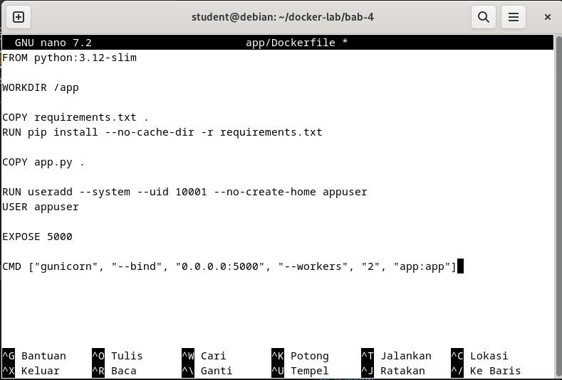 student@debian: ~/docker-lab/bab-4
GNU nano 7.2 app/Dockerfile *
FROM python:3.12-slim
WORKDIR /app
COPY requirements.txt .
RUN pip install --no-cache-dir -r requirements.txt
COPY app.py .
RUN useradd --system --uid 10001 --no-create-home appuser
USER appuser
EXPOSE 5000
CMD ["gunicorn", "--bind", "0.0.0.0:5000", "--workers", "2", "app:app"]
^G Bantuan ^O Tulis ^W Cari ^K Potong ^T Jalankan ^C Lokasi
^X Keluar ^R Baca ^\ Ganti ^U Tempel ^J Ratakan ^/ Ke Baris